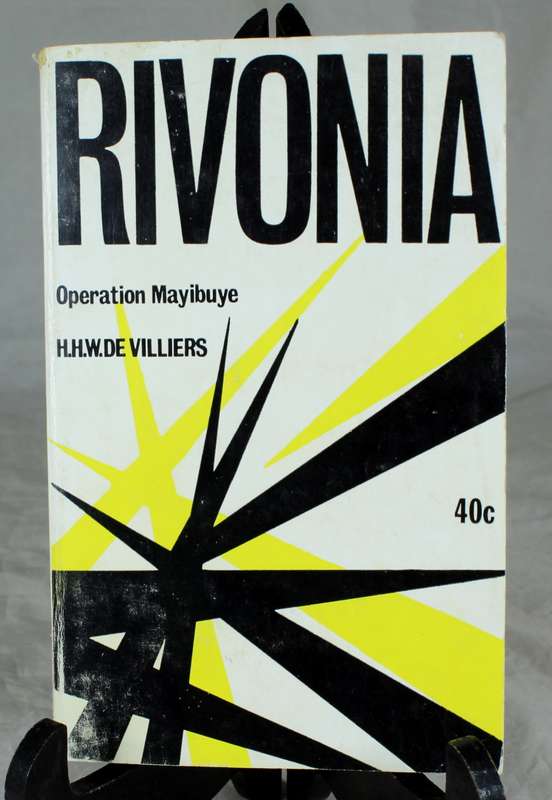 RIVONIA
Operation Mayibuye
H.H.W. DE VILLIERS
40c